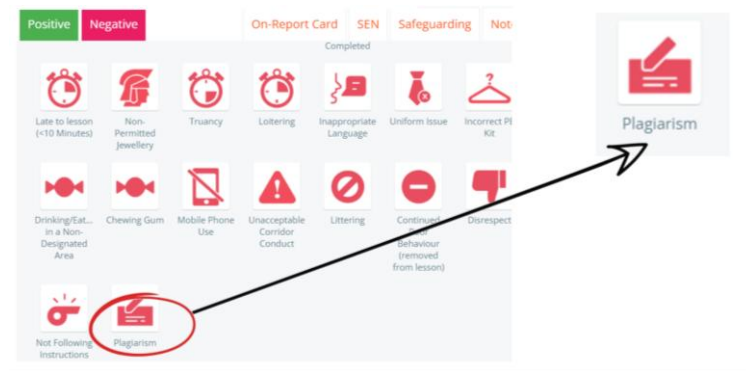 Positive Negative On-Report Card SEN Safeguarding Not
Completed
Late to lesson
(<10 Minutes)
Non-
Permitted
Jewellery
Truancy
Loitering
Inappropriate
Language
Uniform Issue
Incorrect PE
Kit
Drinking/Eat...
in a Non-
Designated
Area
Chewing Gum
Mobile Phone
Use
Unacceptable
Corridor
Conduct
Littering
Continued
Poor
Behaviour
(removed
from lesson)
Disrespect
Not Following
Instructions
Plagiarism
Plagiarism